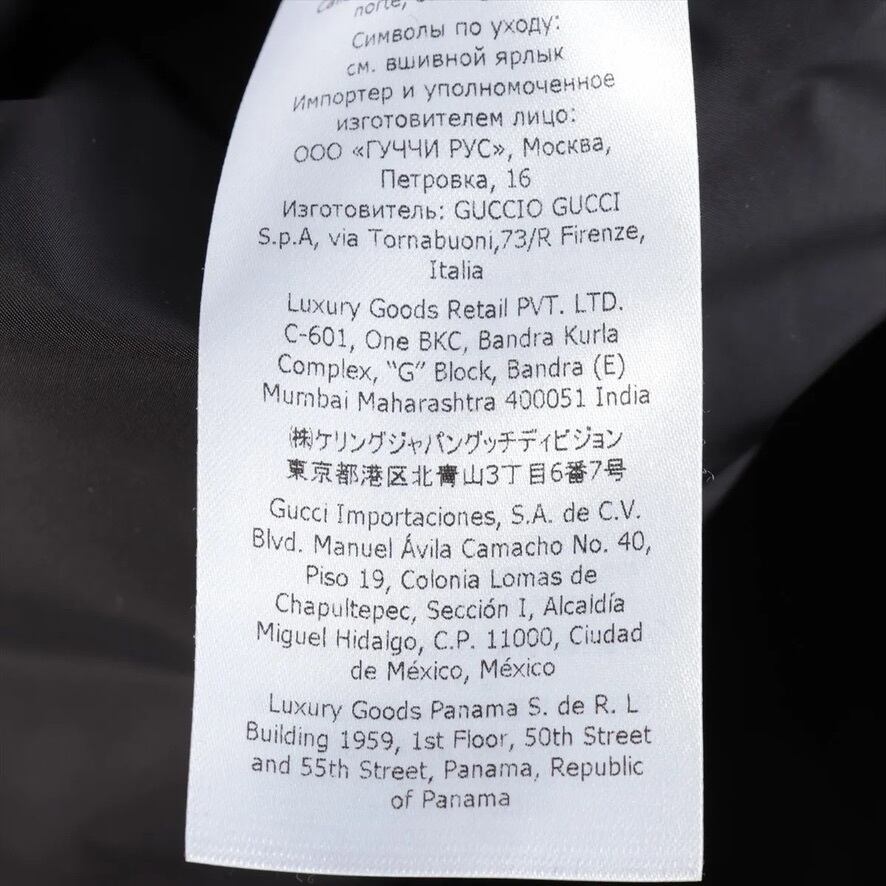 norte,
Символы по уходу:
см. вшивной ярлык
Импортер и уполномоченное
изготовителем лицо:
ООО «ГУЧЧИ РУС», Москва,
Петровка, 16
Изготовитель: GUCCIO GUCCI
S.p.A, via Tornabuoni,73/R Firenze,
Italia
Luxury Goods Retail PVT. LTD.
C-601, One BKC, Bandra Kurla
Complex, “G” Block, Bandra (E)
Mumbai Maharashtra 400051 India
㈱ケリングジャパングッチディビジョン
東京都港区北青山3丁目6番7号
Gucci Importaciones, S.A. de C.V.
Blvd. Manuel Ávila Camacho No. 40,
Piso 19, Colonia Lomas de
Chapultepec, Sección I, Alcaldía
Miguel Hidalgo, C.P. 11000, Ciudad
de México, México
Luxury Goods Panama S. de R. L
Building 1959, 1st Floor, 50th Street
and 55th Street, Panama, Republic
of Panama